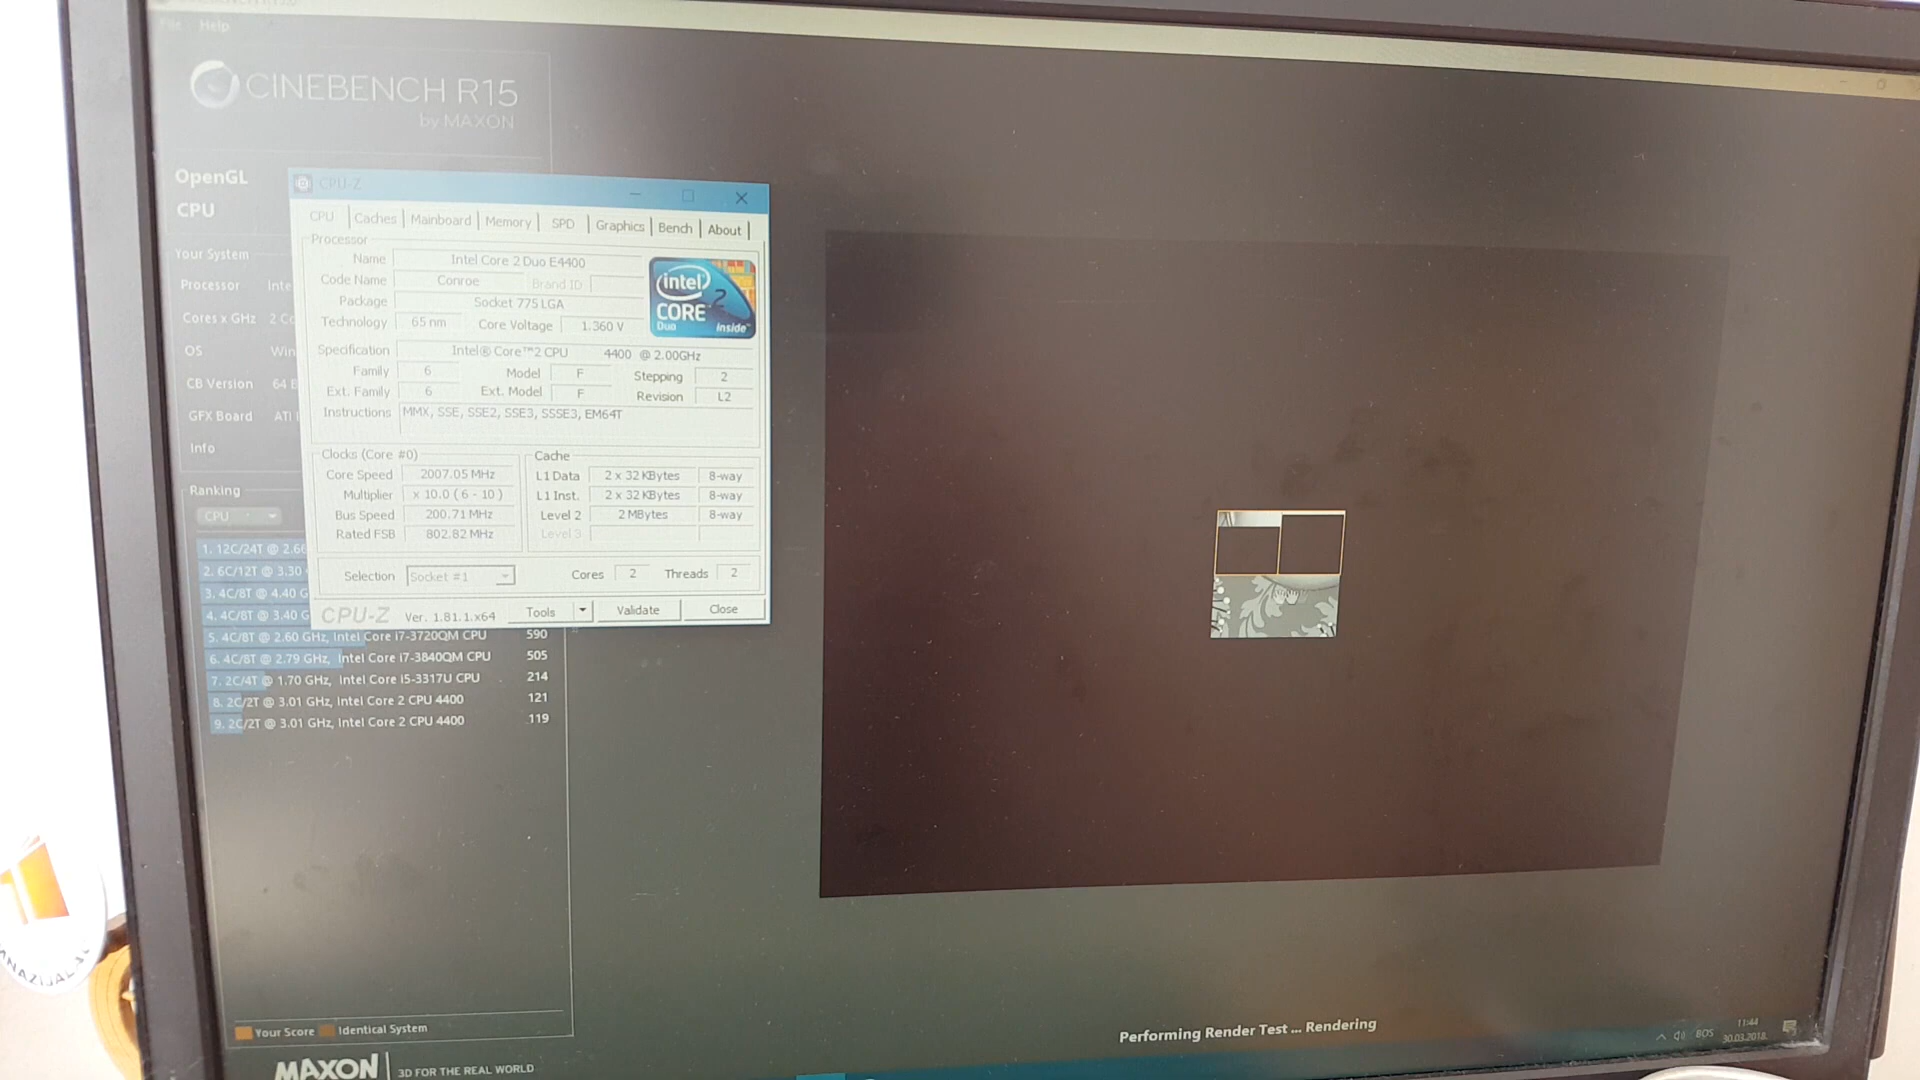 File Help
CINEBENCH R15
by MAXON
OpenGL
CPU
Your System
Processor Inte
Cores x GHz 2 Co
OS Win
CB Version 64 B
GFX Board ATI
Info
Ranking
CPU
1. 12C/24T @ 2.66
2. 6C/12T @ 3.30
3. 4C/8T @ 4.40 G
4. 4C/8T @ 3.40 G
5. 4C/8T @ 2.60 GHz, Intel Core i7-3720QM CPU 590
6. 4C/8T @ 2.79 GHz, Intel Core i7-3840QM CPU 505
7. 2C/4T @ 1.70 GHz, Intel Core i5-3317U CPU 214
8. 2C/2T @ 3.01 GHz, Intel Core 2 CPU 4400 121
9. 2C/2T @ 3.01 GHz, Intel Core 2 CPU 4400 119
Your Score Identical System
MAXON 3D FOR THE REAL WORLD
CPU-Z
CPU Caches Mainboard Memory SPD Graphics Bench About
Processor
Name Intel Core 2 Duo E4400
Code Name Conroe Brand ID
Package Socket 775 LGA
Technology 65 nm Core Voltage 1.360 V
intel
CORE 2
Duo inside™
Specification Intel® Core™2 CPU 4400 @ 2.00GHz
Family 6 Model F Stepping 2
Ext. Family 6 Ext. Model F Revision L2
Instructions MMX, SSE, SSE2, SSE3, SSSE3, EM64T
Clocks (Core #0)
Core Speed 2007.05 MHz
Multiplier x 10.0 ( 6 - 10 )
Bus Speed 200.71 MHz
Rated FSB 802.82 MHz
Cache
L1 Data 2 x 32 KBytes 8-way
L1 Inst. 2 x 32 KBytes 8-way
Level 2 2 MBytes 8-way
Level 3
Selection Socket #1 Cores 2 Threads 2
CPU-Z Ver. 1.81.1.x64 Tools Validate Close
Performing Render Test ... Rendering
BOS
11:44
30.03.2018.